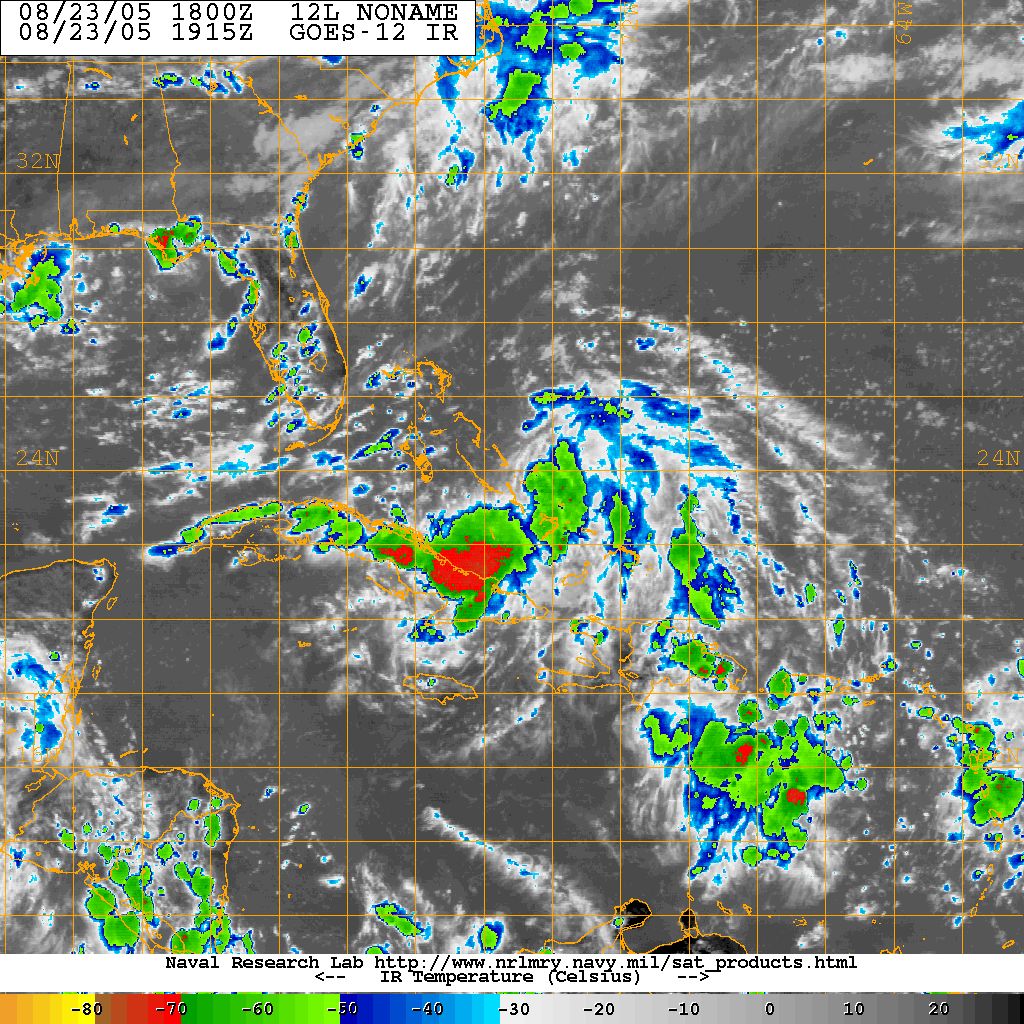 08/23/05 1800Z 12L NONAME
08/23/05 1915Z GOES-12 IR
64W
32N
24N
24N
16N
Naval Research Lab http://www.nrlmry.navy.mil/sat_products.html
<-- IR Temperature (Celsius) -->
-80 -70 -60 -50 -40 -30 -20 -10 0 10 20